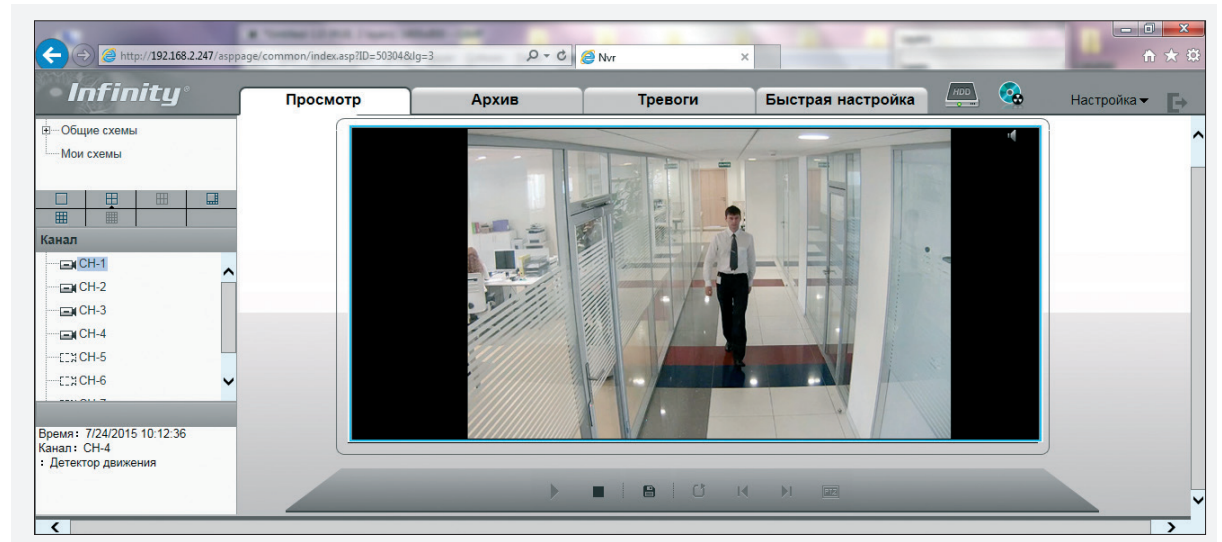 http://192.168.2.247/asppage/common/index.asp?ID=50304&lg=3
Nvr
Infinity
Просмотр
Архив
Тревоги
Быстрая настройка
HDD
Настройка
Общие схемы
Мои схемы
Канал
CH-1
CH-2
CH-3
CH-4
CH-5
CH-6
Время: 7/24/2015 10:12:36
Канал: CH-4
: Детектор движения